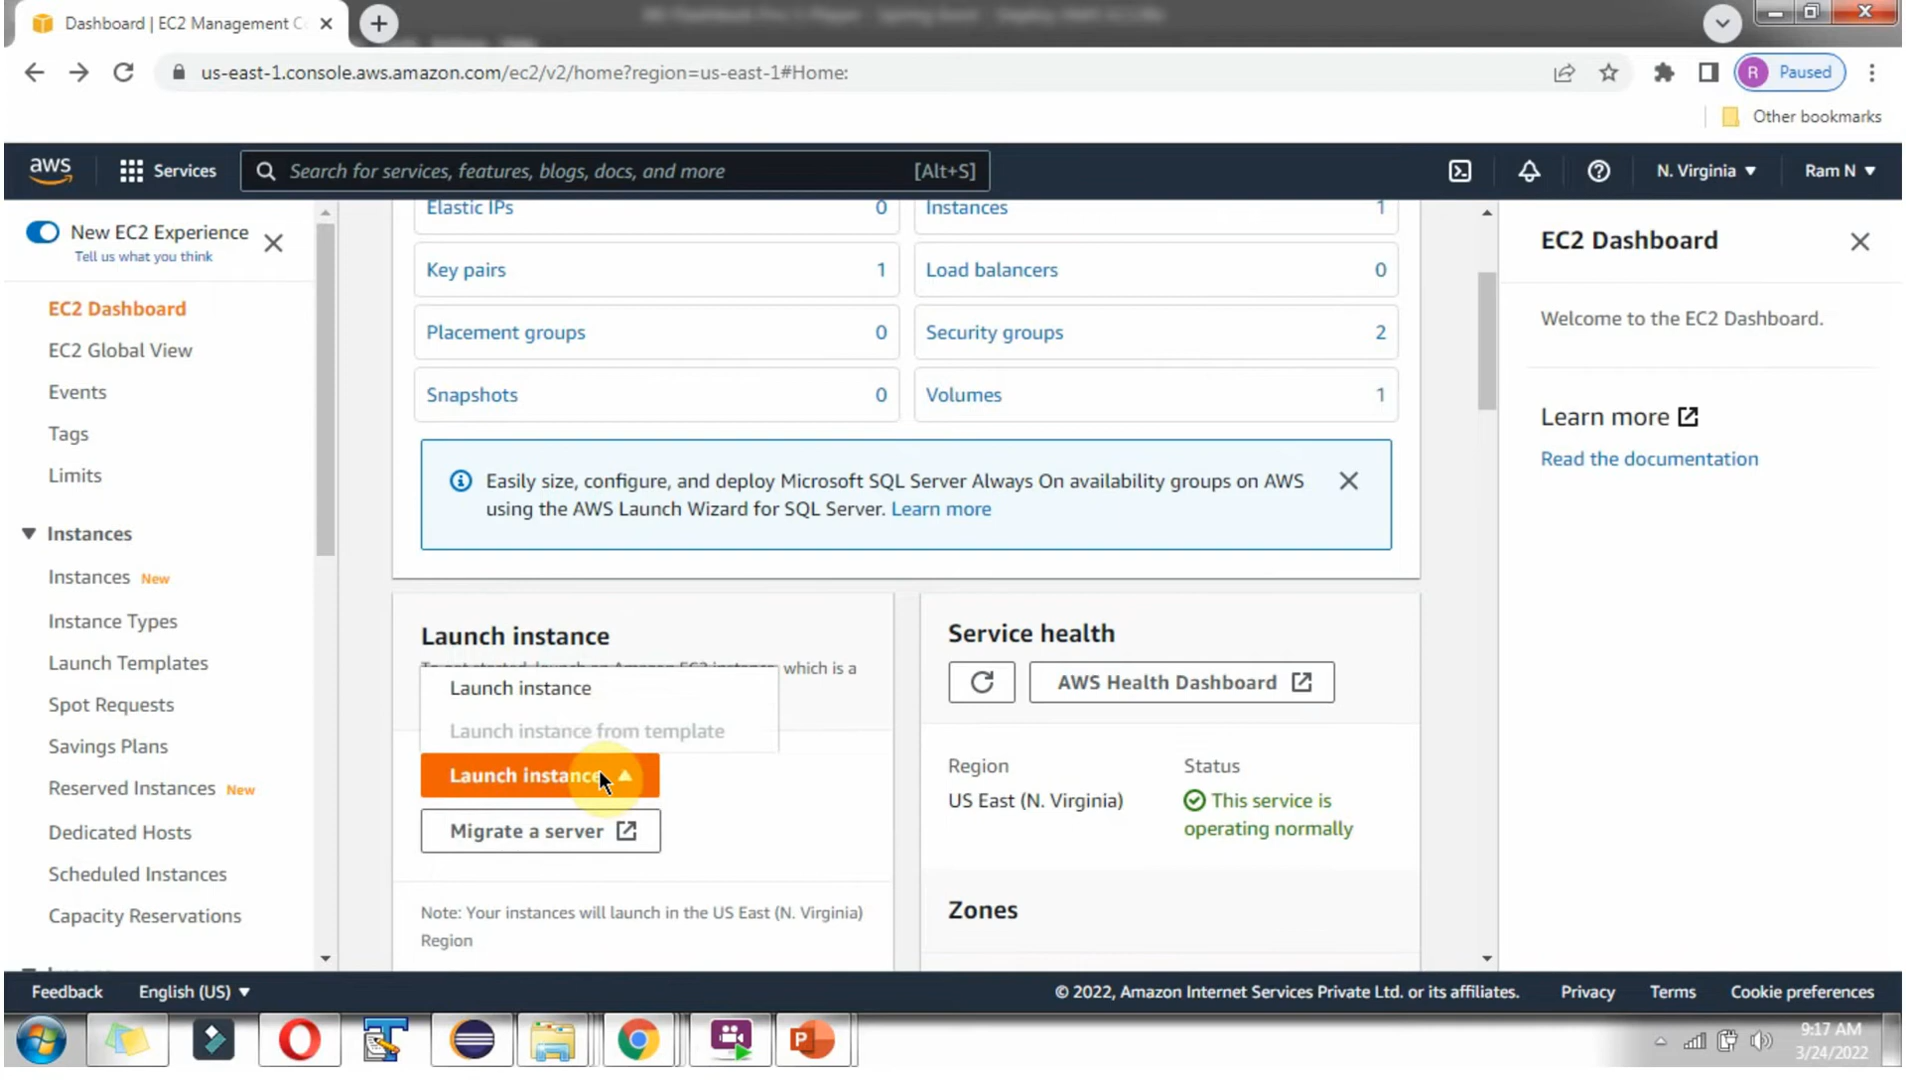 Dashboard | EC2 Management C
us-east-1.console.aws.amazon.com/ec2/v2/home?region=us-east-1#Home:
R Paused
Other bookmarks
aws
Services
Search for services, features, blogs, docs, and more [Alt+S]
N. Virginia
Ram N
New EC2 Experience
Tell us what you think
EC2 Dashboard
EC2 Global View
Events
Tags
Limits
Instances
Instances New
Instance Types
Launch Templates
Spot Requests
Savings Plans
Reserved Instances New
Dedicated Hosts
Scheduled Instances
Capacity Reservations
Elastic IPs 0
Instances 1
Key pairs 1
Load balancers 0
Placement groups 0
Security groups 2
Snapshots 0
Volumes 1
Easily size, configure, and deploy Microsoft SQL Server Always On availability groups on AWS
using the AWS Launch Wizard for SQL Server. Learn more
Launch instance
which is a
Launch instance
Launch instance from template
Launch instance
Migrate a server
Note: Your instances will launch in the US East (N. Virginia)
Region
Service health
AWS Health Dashboard
Region
US East (N. Virginia)
Status
This service is
operating normally
Zones
EC2 Dashboard
Welcome to the EC2 Dashboard.
Learn more
Read the documentation
Feedback
English (US)
© 2022, Amazon Internet Services Private Ltd. or its affiliates.
Privacy
Terms
Cookie preferences
9:17 AM
3/24/2022